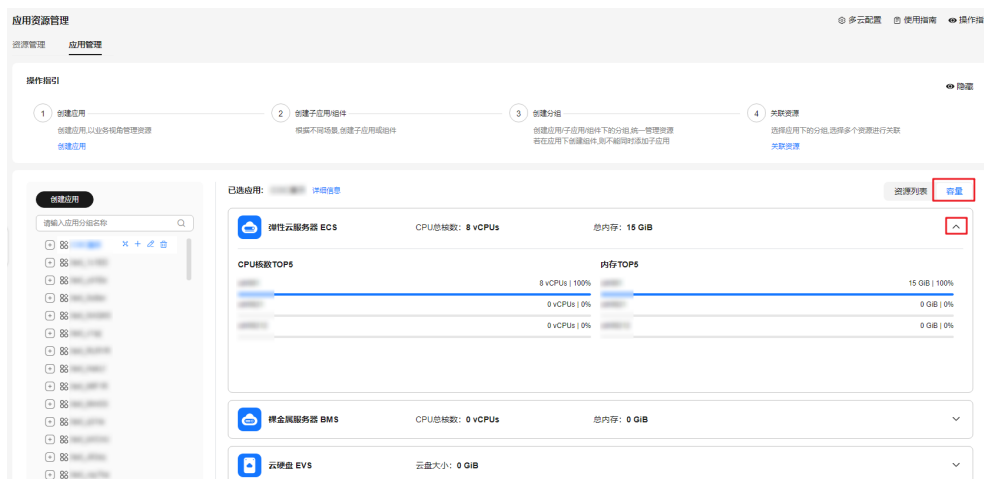 应用资源管理
多云配置 使用指南 操作指
资源管理 应用管理
操作指引
隐藏
1 创建应用
创建应用,以业务视角管理资源
创建应用
2 创建子应用/组件
根据不同场景,创建子应用或组件
3 创建分组
创建应用/子应用/组件下的分组,统一管理资源
若在应用下创建组件,则不能同时添加子应用
4 关联资源
选择应用下的分组,选择多个资源进行关联
关联资源
创建应用
请输入应用分组名称
已选应用: 详细信息
资源列表 容量
弹性云服务器 ECS CPU总核数: 8 vCPUs 总内存: 15 GiB
CPU核数TOP5
8 vCPUs | 100%
0 vCPUs | 0%
0 vCPUs | 0%
内存TOP5
15 GiB | 100%
0 GiB | 0%
0 GiB | 0%
裸金属服务器 BMS CPU总核数: 0 vCPUs 总内存: 0 GiB
云硬盘 EVS 云盘大小: 0 GiB